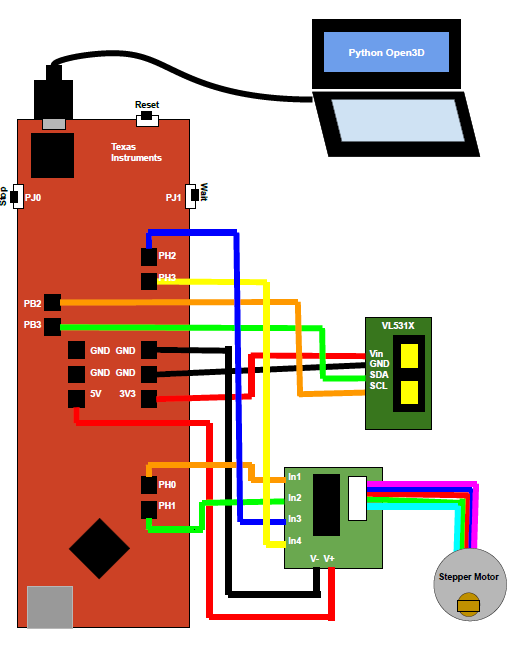 Python Open3D
Reset
Texas
Instruments
Stop
PJ0
PJ1
Wait
PH2
PH3
PB2
PB3
VL531X
Vin
GND
SDA
SCL
GND GND
GND GND
5V 3V3
PH0
PH1
In1
In2
In3
In4
V- V+
Stepper Motor